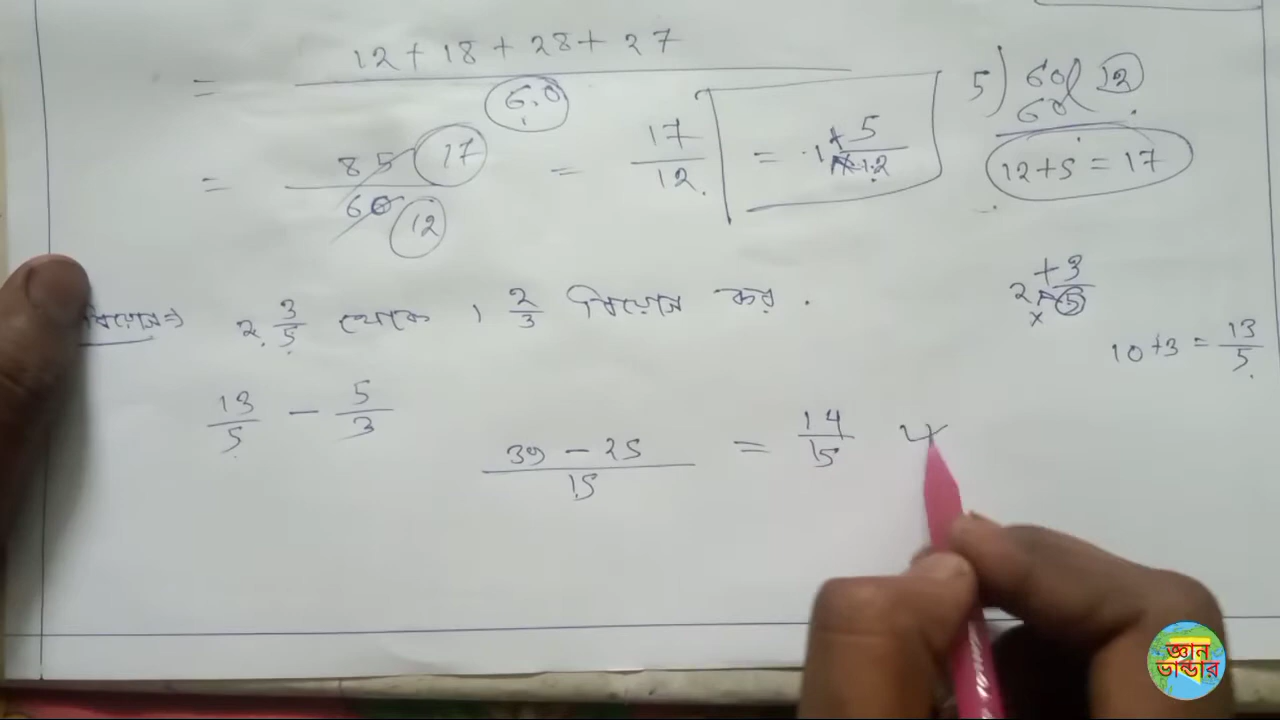 = 12 + 18 + 28 + 27 / 60
= 85 17 / 60 12 = 17/12 = 1 5/12
5) 60 ( 12
60
12 + 5 = 17
বিয়োগ⇒ 2 3/5 থেকে 1 2/3 বিয়োগ কর .
2 + 3 / 5
x
10 + 3 = 13/5
13/5 - 5/3
39 - 25 / 15 = 14/15
জ্ঞান
ভান্ডার